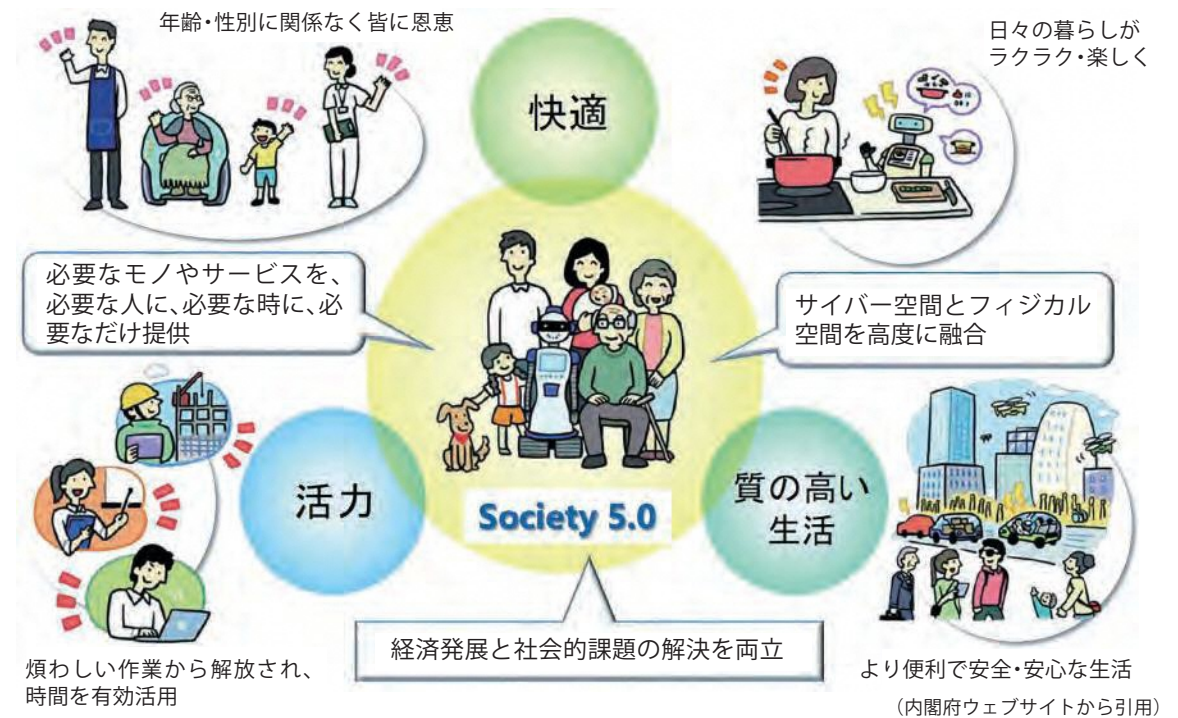 年齢・性別に関係なく皆に恩恵
日々の暮らしが
ラクラク・楽しく
快適
必要なモノやサービスを、
必要な人に、必要な時に、必
要なだけ提供
サイバー空間とフィジカル
空間を高度に融合
活力
Society 5.0
質の高い
生活
経済発展と社会的課題の解決を両立
煩わしい作業から解放され、
時間を有効活用
より便利で安全・安心な生活
（内閣府ウェブサイトから引用）